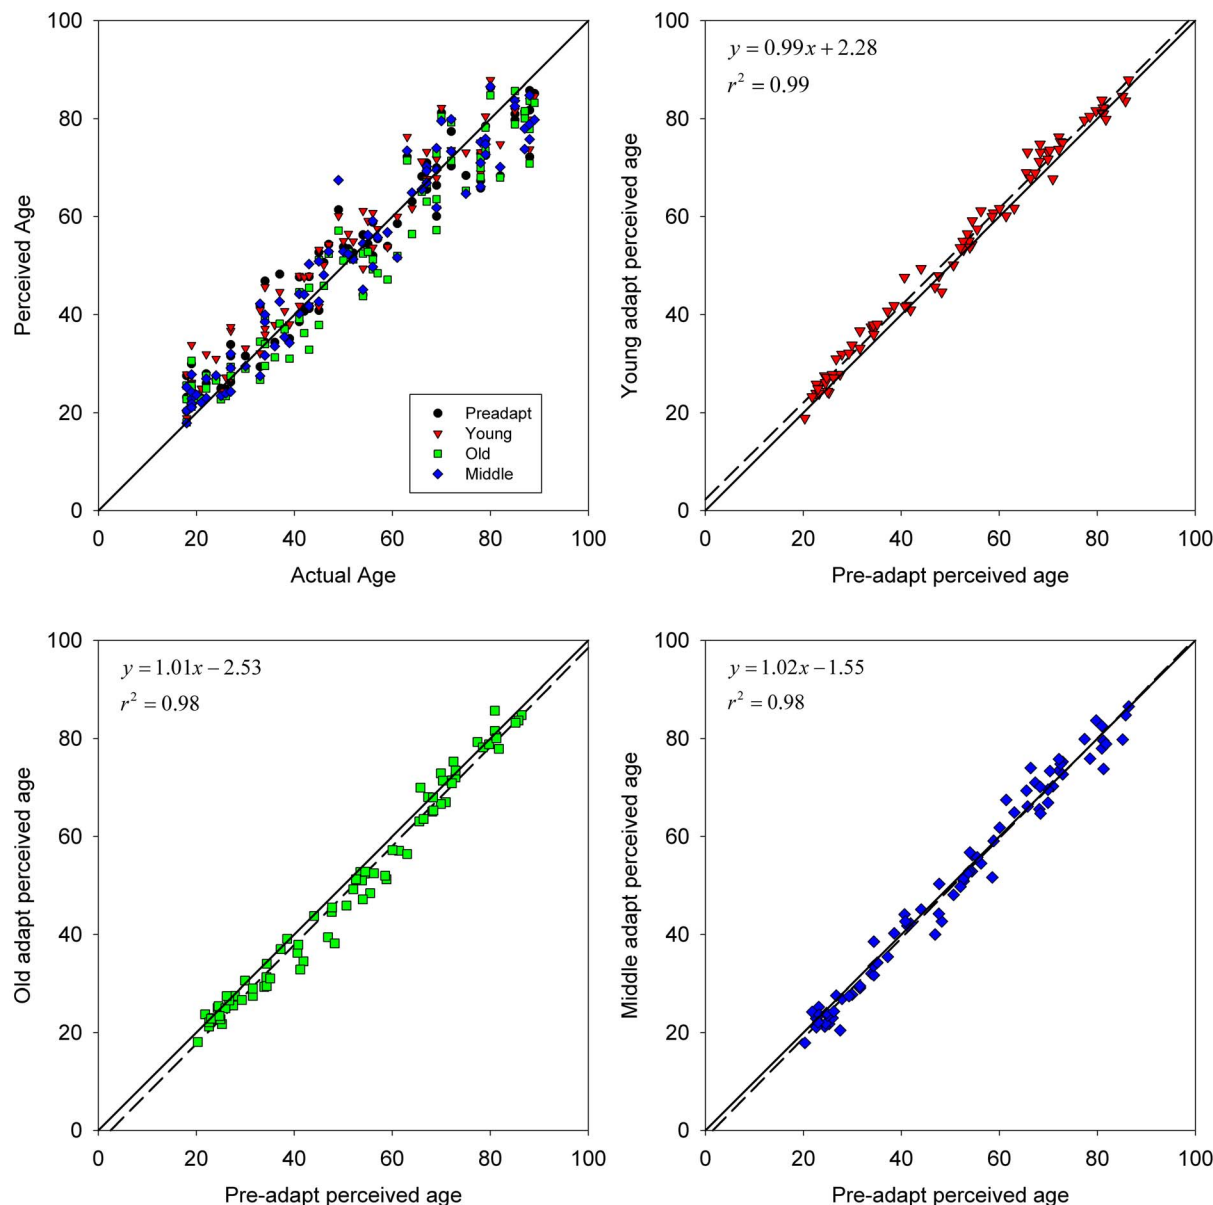 100
80
60
40
20
0
Perceived Age
0 20 40 60 80 100
Actual Age
Preadapt
Young
Old
Middle
y = 0.99x + 2.28
r² = 0.99
100
80
60
40
20
0
Young adapt perceived age
0 20 40 60 80 100
Pre-adapt perceived age
y = 1.01x − 2.53
r² = 0.98
100
80
60
40
20
0
Old adapt perceived age
0 20 40 60 80 100
Pre-adapt perceived age
y = 1.02x − 1.55
r² = 0.98
100
80
60
40
20
0
Middle adapt perceived age
0 20 40 60 80 100
Pre-adapt perceived age